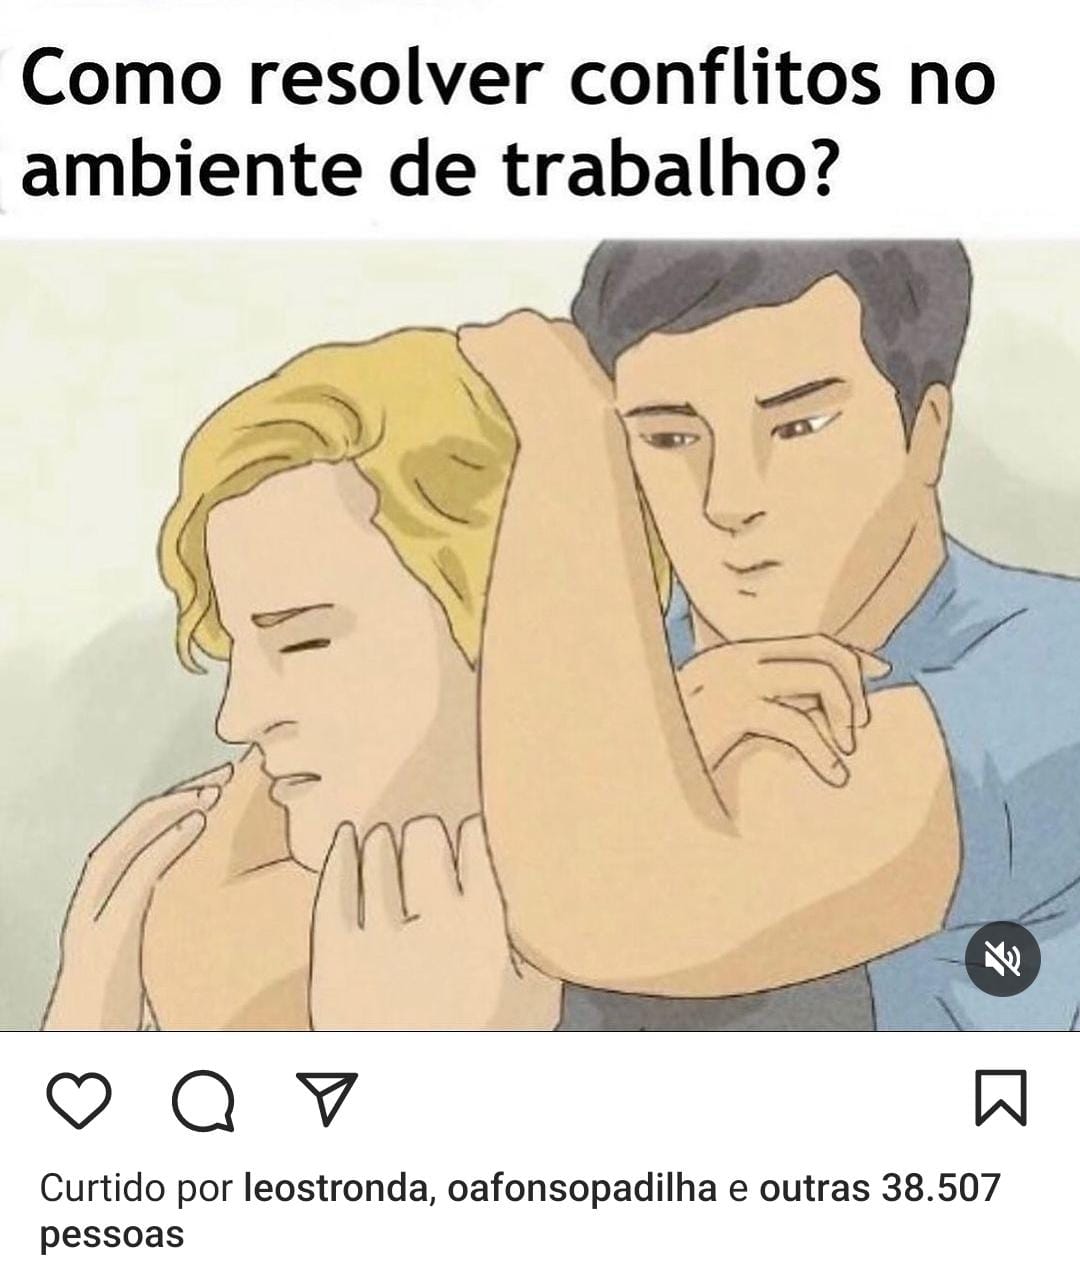 Como resolver conflitos no
ambiente de trabalho?
Curtido por leostronda, oafonsopadilha e outras 38.507
pessoas